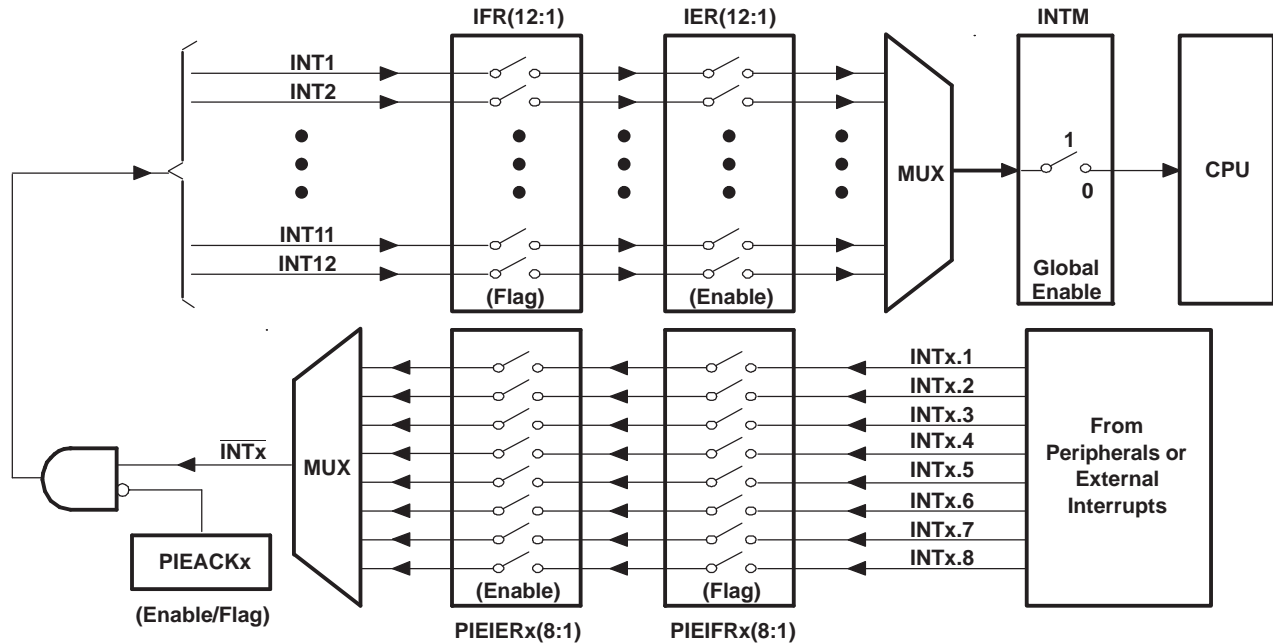 IFR(12:1)
IER(12:1)
INTM
INT1
INT2
1
MUX
CPU
0
INT11
INT12
Global
Enable
(Flag)
(Enable)
INTx.1
INTx.2
INTx.3
INTx.4
INTx.5
INTx.6
INTx.7
INTx.8
From
Peripherals or
External
Interrupts
INTx
MUX
PIEACKx
(Enable/Flag)
(Enable)
(Flag)
PIEIERx(8:1)
PIEIFRx(8:1)